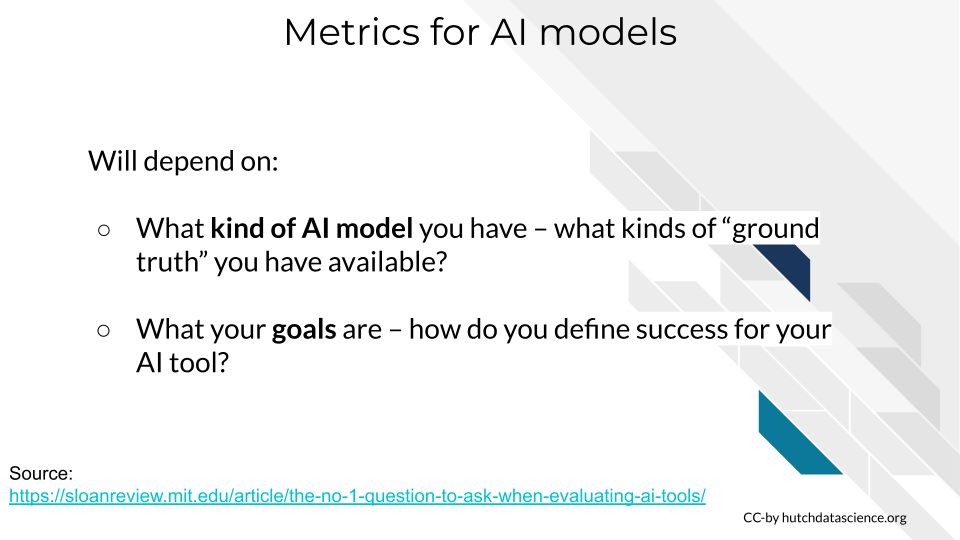 Metrics for AI models
Will depend on:
○ What kind of AI model you have – what kinds of “ground
truth” you have available?
○ What your goals are – how do you define success for your
AI tool?
Source:
https://sloanreview.mit.edu/article/the-no-1-question-to-ask-when-evaluating-ai-tools/
CC-by hutchdatascience.org